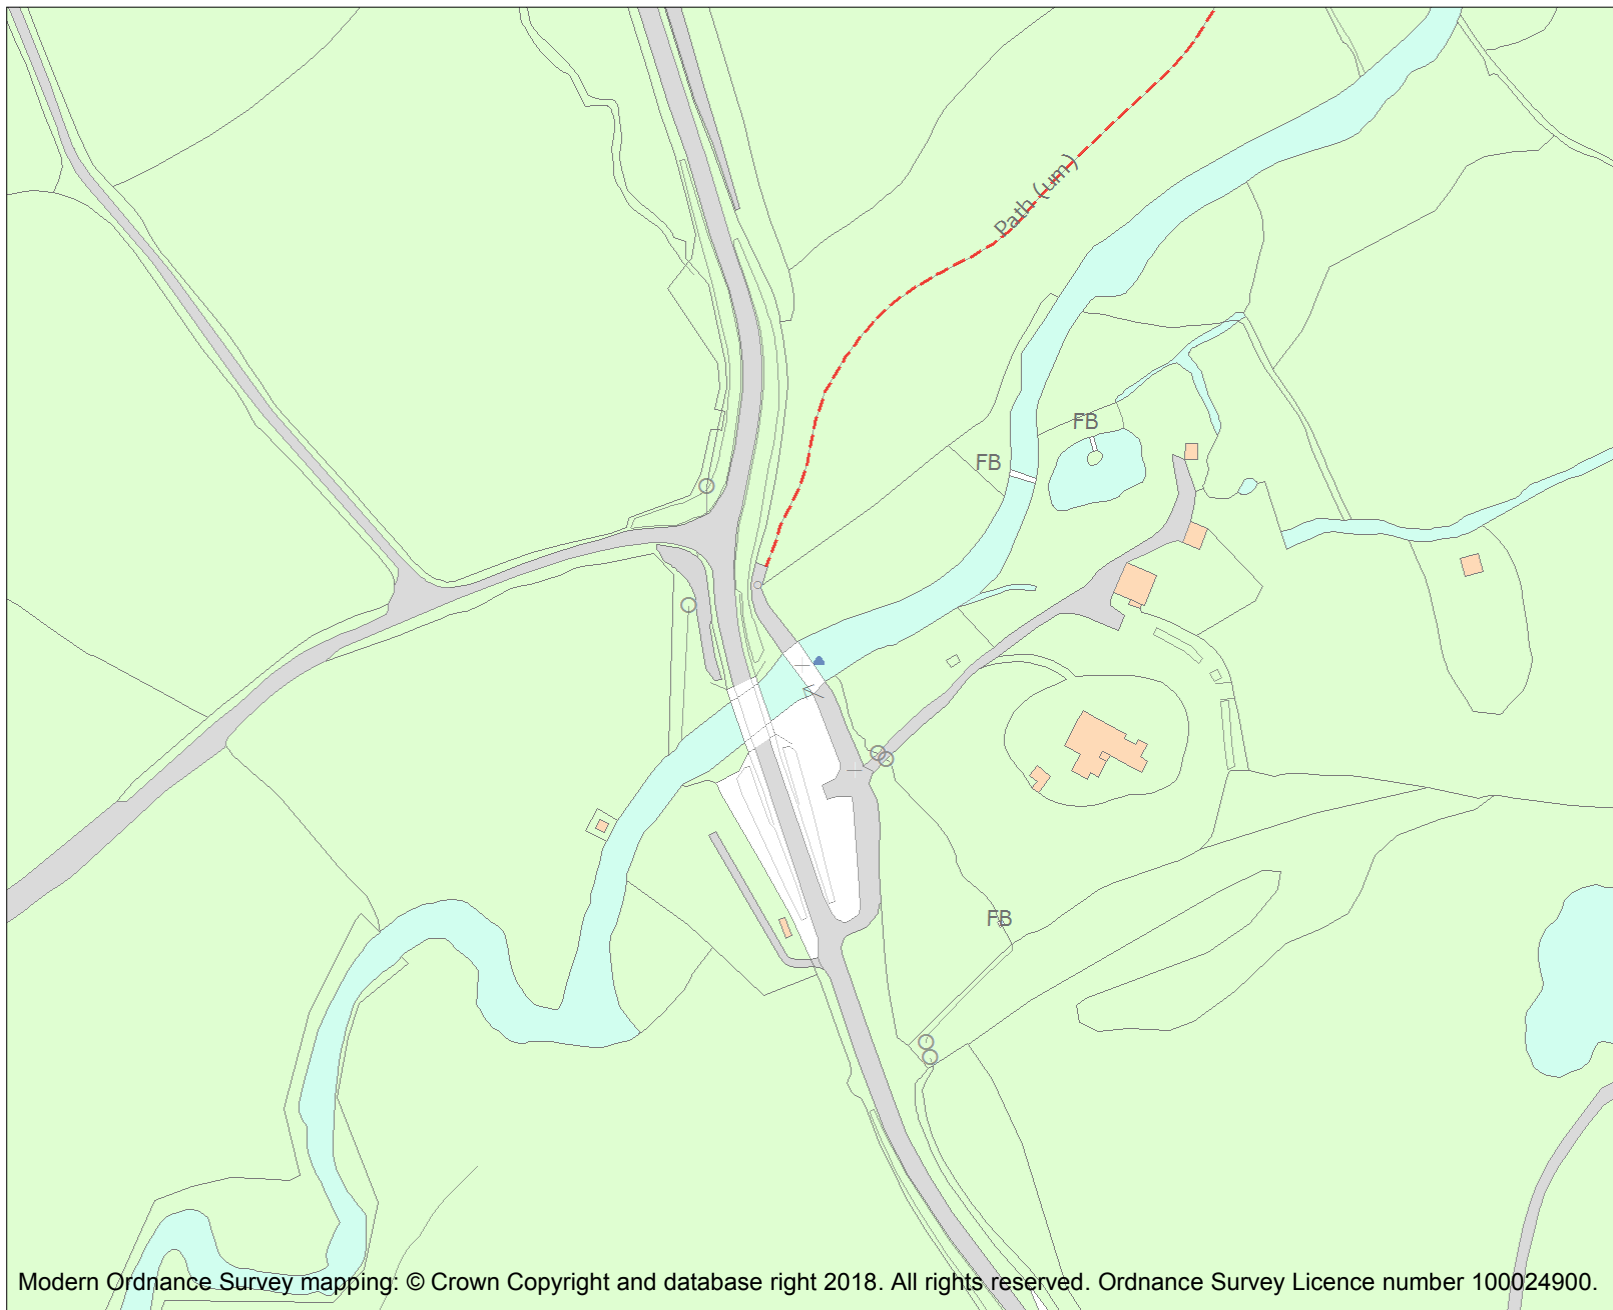 Path (um)
FB
FB
FB
Modern Ordnance Survey mapping: © Crown Copyright and database right 2018. All rights reserved. Ordnance Survey Licence number 100024900.